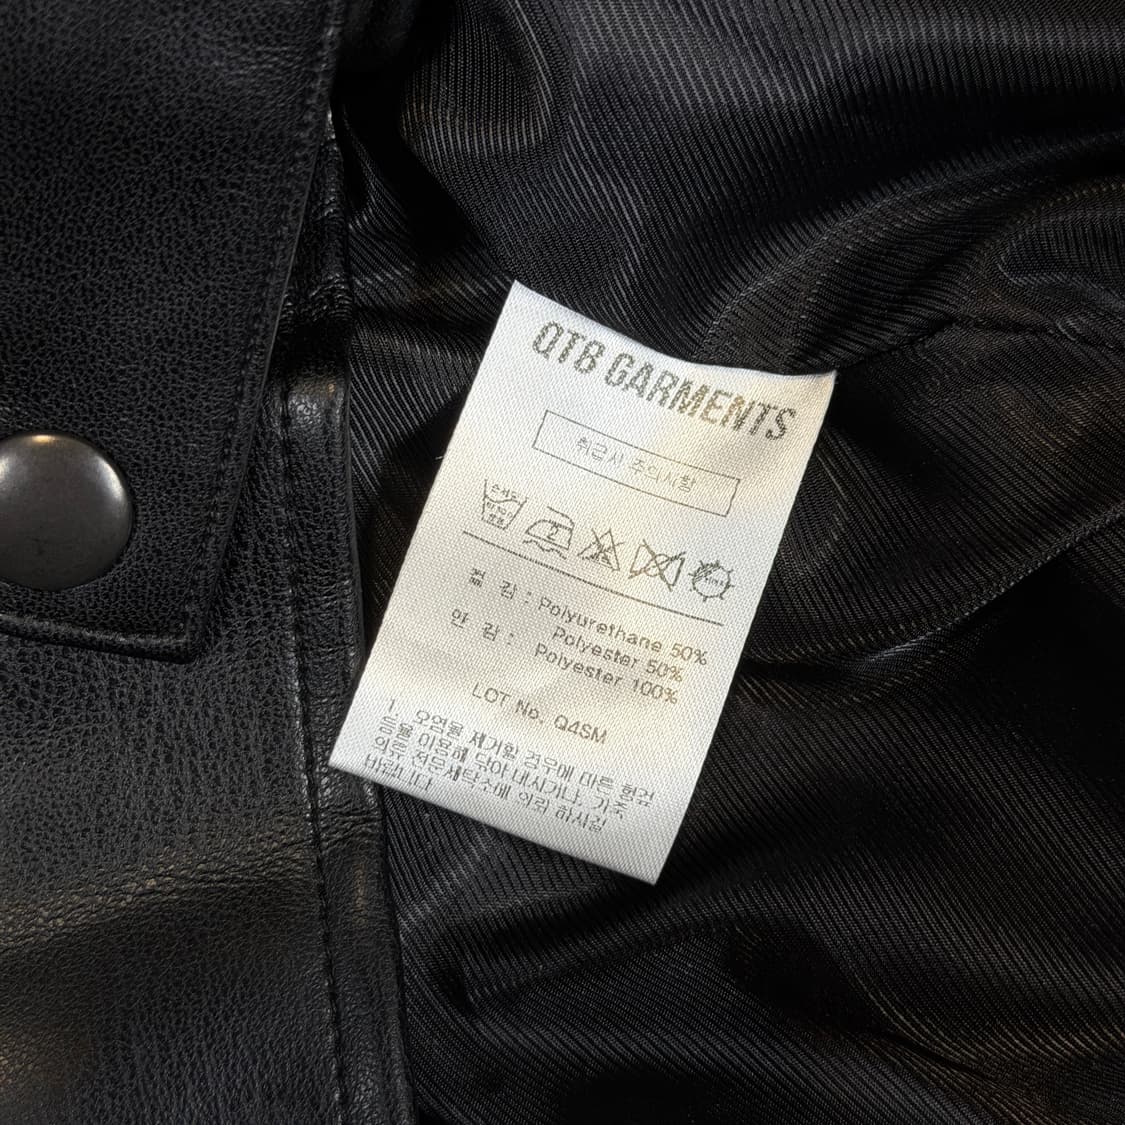 QTB GARMENTS
취급시 주의사항
겉 감 : Polyurethane 50%
Polyester 50%
안 감 : Polyester 100%
LOT No. Q4SM
1. 오염물 제거할 경우에 마른 헝겊
등을 이용해 닦아 내시거나, 가죽
의류 전문세탁소에 의뢰 하시길
바랍니다